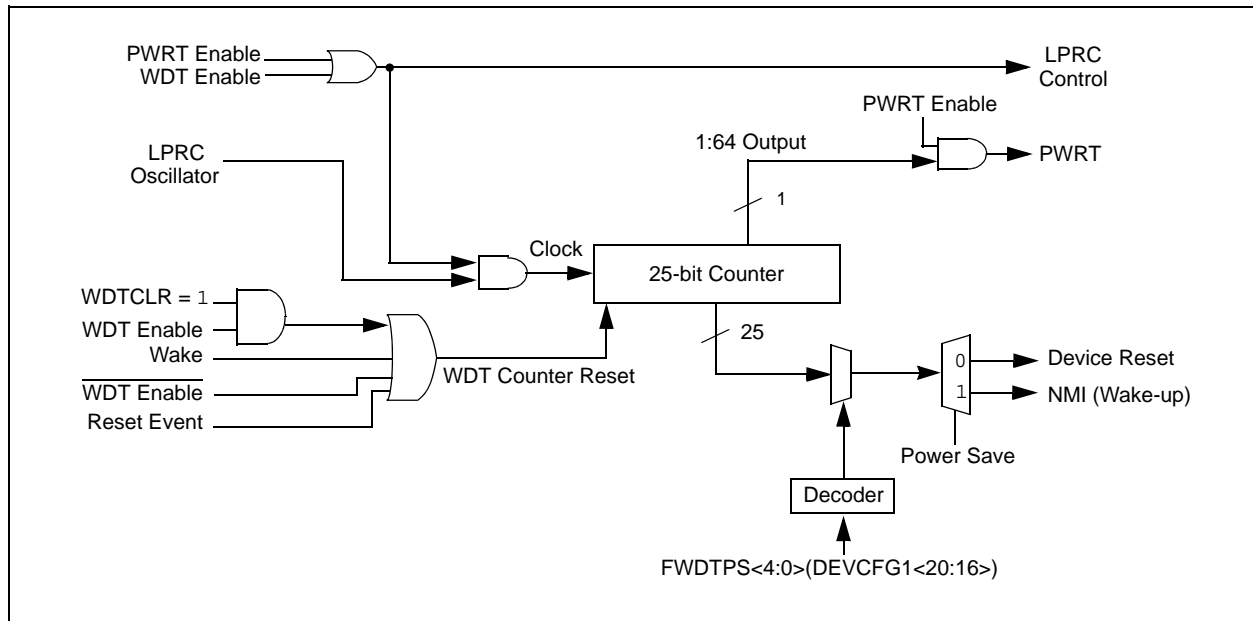 PWRT Enable
WDT Enable
LPRC
Control
PWRT Enable
1:64 Output
PWRT
LPRC
Oscillator
1
Clock
25-bit Counter
WDTCLR = 1
WDT Enable
Wake
WDT Enable
Reset Event
WDT Counter Reset
25
0
1
Device Reset
NMI (Wake-up)
Power Save
Decoder
FWDTPS<4:0>(DEVCFG1<20:16>)